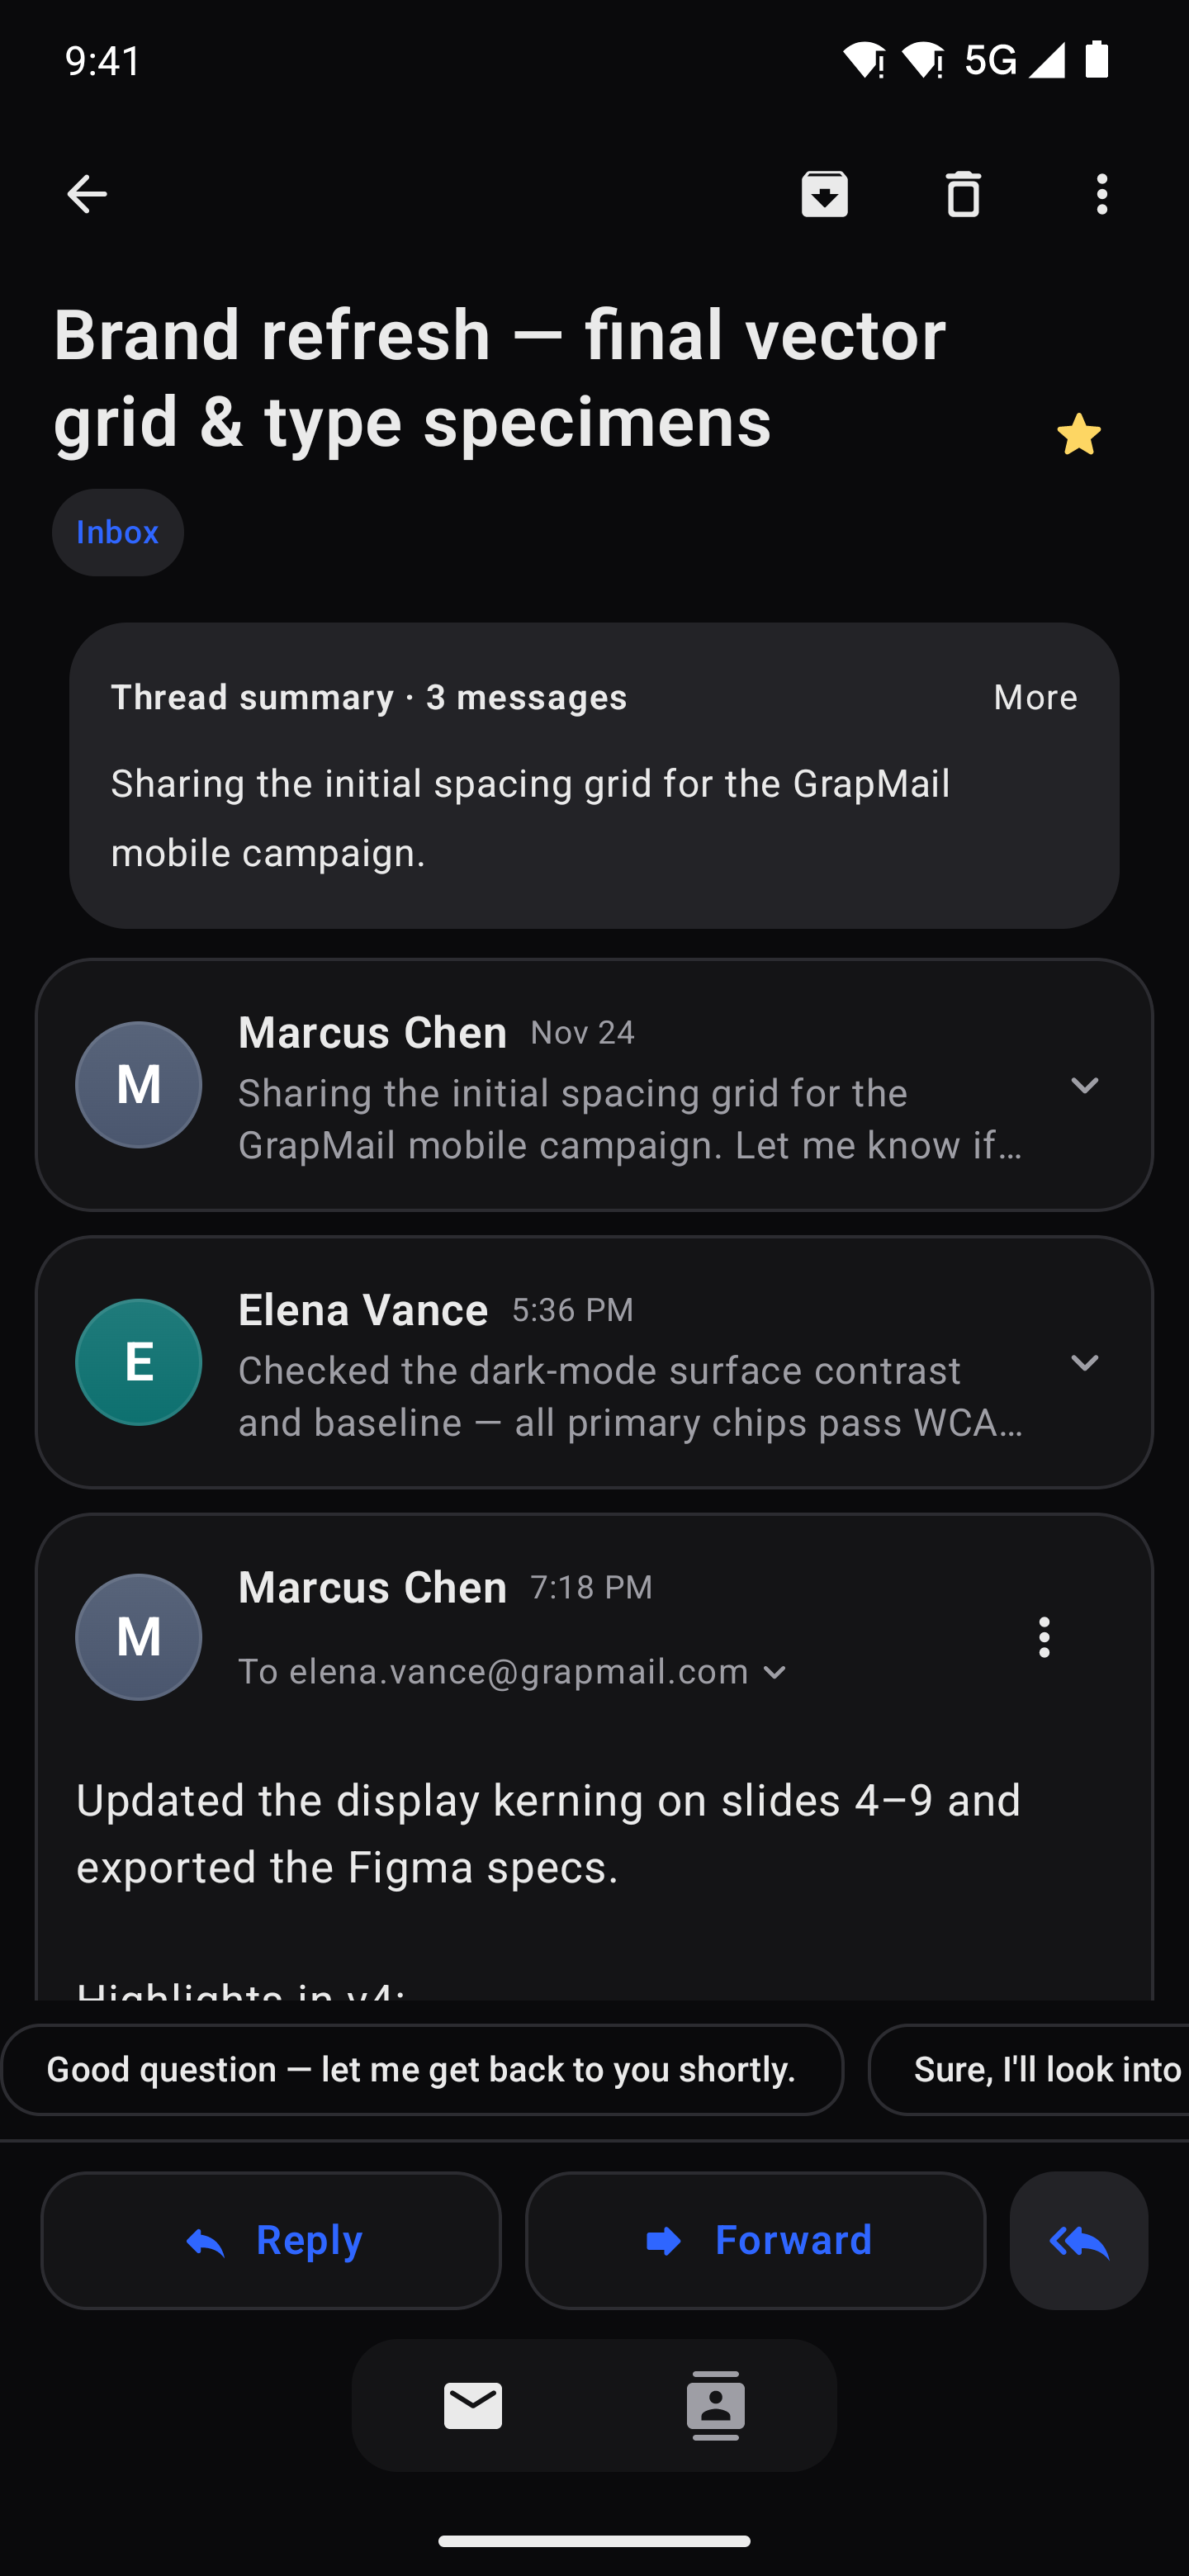 9:41
5G
Brand refresh — final vector
grid & type specimens
Inbox
Thread summary · 3 messages
More
Sharing the initial spacing grid for the GrapMail
mobile campaign.
M
Marcus Chen Nov 24
Sharing the initial spacing grid for the
GrapMail mobile campaign. Let me know if…
E
Elena Vance 5:36 PM
Checked the dark-mode surface contrast
and baseline — all primary chips pass WCA…
M
Marcus Chen 7:18 PM
To elena.vance@grapmail.com
Updated the display kerning on slides 4–9 and
exported the Figma specs.
Highlights in v4:
Good question — let me get back to you shortly.
Sure, I'll look into
Reply
Forward